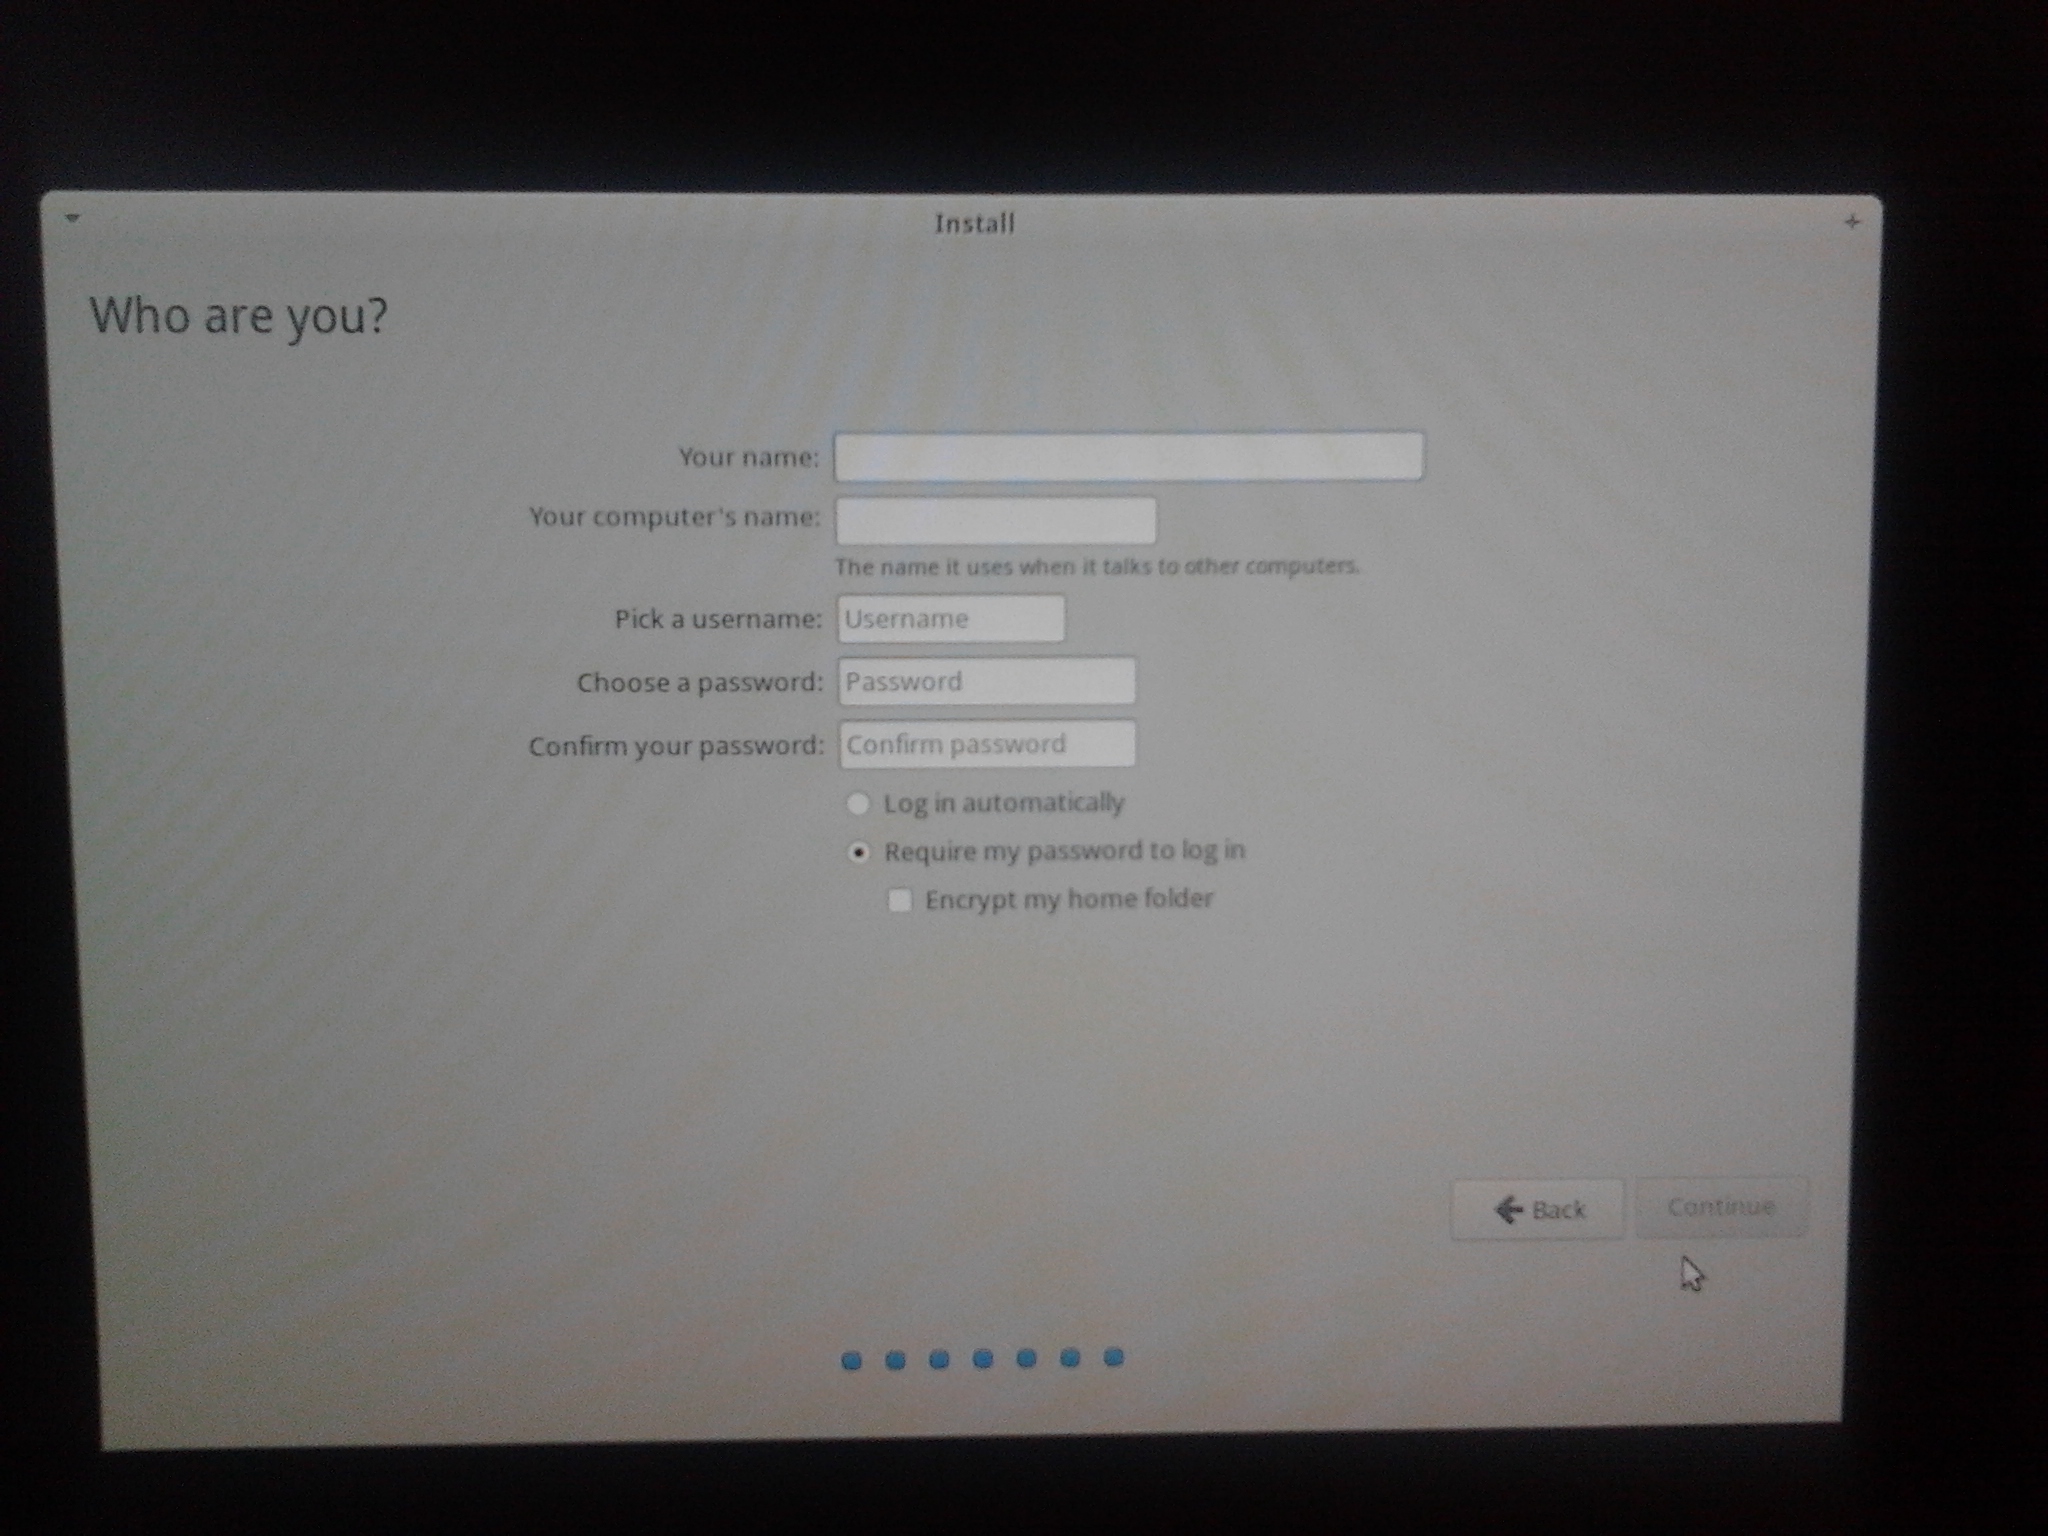 Install
Who are you?
Your name:
Your computer's name:
The name it uses when it talks to other computers.
Pick a username: Username
Choose a password: Password
Confirm your password: Confirm password
Log in automatically
Require my password to log in
Encrypt my home folder
Back Continue